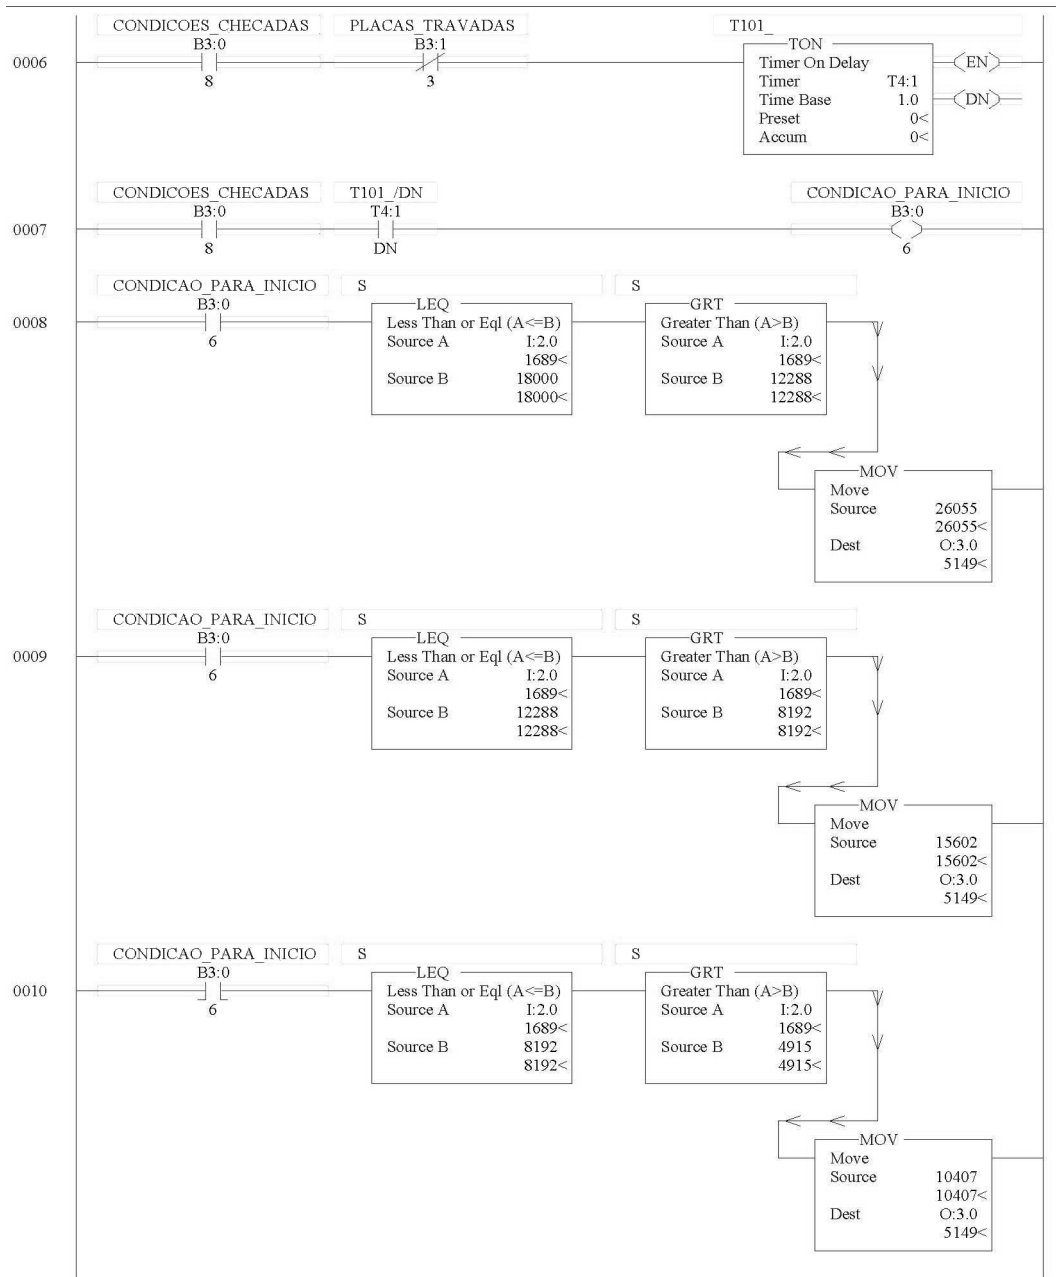 CONDICOES_CHECADAS PLACAS_TRAVADAS T101_
B3:0 B3:1 TON
0006 Timer On Delay EN
8 3 Timer T4:1
Time Base 1.0 DN
Preset 0<
Accum 0<
CONDICOES_CHECADAS T101_/DN CONDICAO_PARA_INICIO
B3:0 T4:1 B3:0
0007
8 DN 6
CONDICAO_PARA_INICIO S S
B3:0 LEQ GRT
0008 Less Than or Eql (A<=B) Greater Than (A>B)
6 Source A I:2.0 Source A I:2.0
1689< 1689<
Source B 18000 Source B 12288
18000< 12288<
MOV
Move
Source 26055
26055<
Dest O:3.0
5149<
CONDICAO_PARA_INICIO S S
B3:0 LEQ GRT
0009 Less Than or Eql (A<=B) Greater Than (A>B)
6 Source A I:2.0 Source A I:2.0
1689< 1689<
Source B 12288 Source B 8192
12288< 8192<
MOV
Move
Source 15602
15602<
Dest O:3.0
5149<
CONDICAO_PARA_INICIO S S
B3:0 LEQ GRT
0010 Less Than or Eql (A<=B) Greater Than (A>B)
6 Source A I:2.0 Source A I:2.0
1689< 1689<
Source B 8192 Source B 4915
8192< 4915<
MOV
Move
Source 10407
10407<
Dest O:3.0
5149<